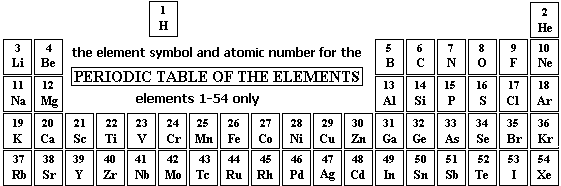 1 2
H He
3 4 the element symbol and atomic number for the 5 6 7 8 9 10
Li Be B C N O F Ne
PERIODIC TABLE OF THE ELEMENTS
11 12 elements 1-54 only 13 14 15 16 17 18
Na Mg Al Si P S Cl Ar
19 20 21 22 23 24 25 26 27 28 29 30 31 32 33 34 35 36
K Ca Sc Ti V Cr Mn Fe Co Ni Cu Zn Ga Ge As Se Br Kr
37 38 39 40 41 42 43 44 45 46 47 48 49 50 51 52 53 54
Rb Sr Y Zr Nb Mo Tc Ru Rh Pd Ag Cd In Sn Sb Te I Xe